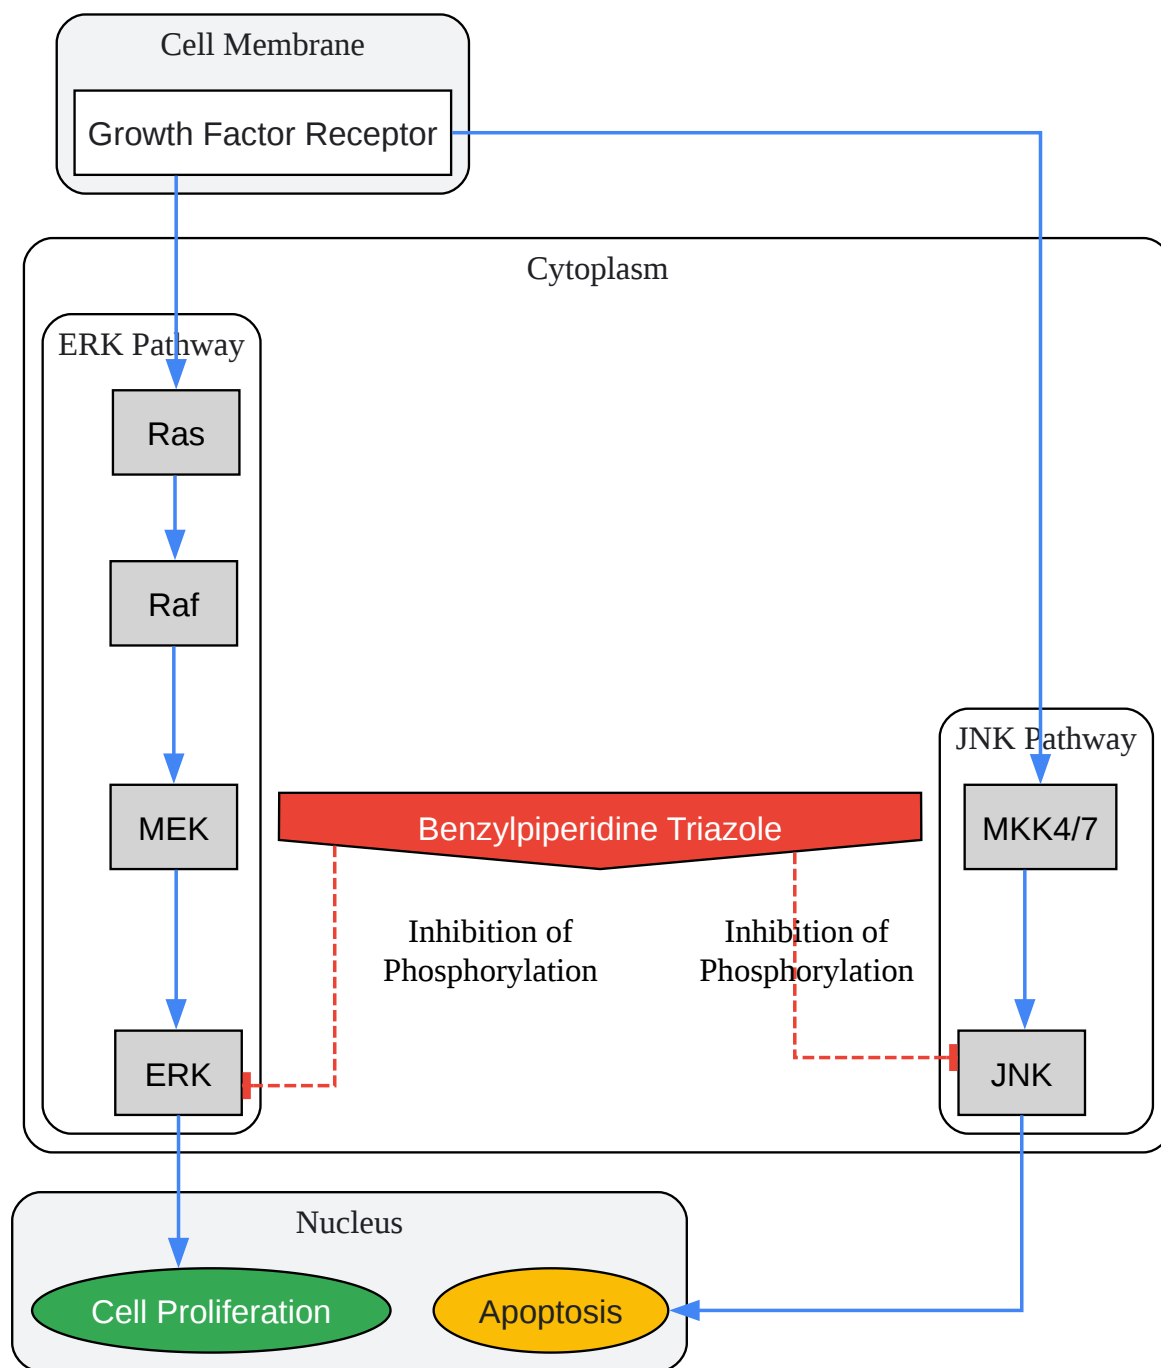 Cell Membrane
Growth Factor Receptor
Cytoplasm
ERK Pathway
Ras
Raf
JNK Pathway
MEK
Benzylpiperidine Triazole
MKK4/7
Inhibition of
Phosphorylation
Inhibition of
Phosphorylation
ERK
JNK
Nucleus
Cell Proliferation
Apoptosis